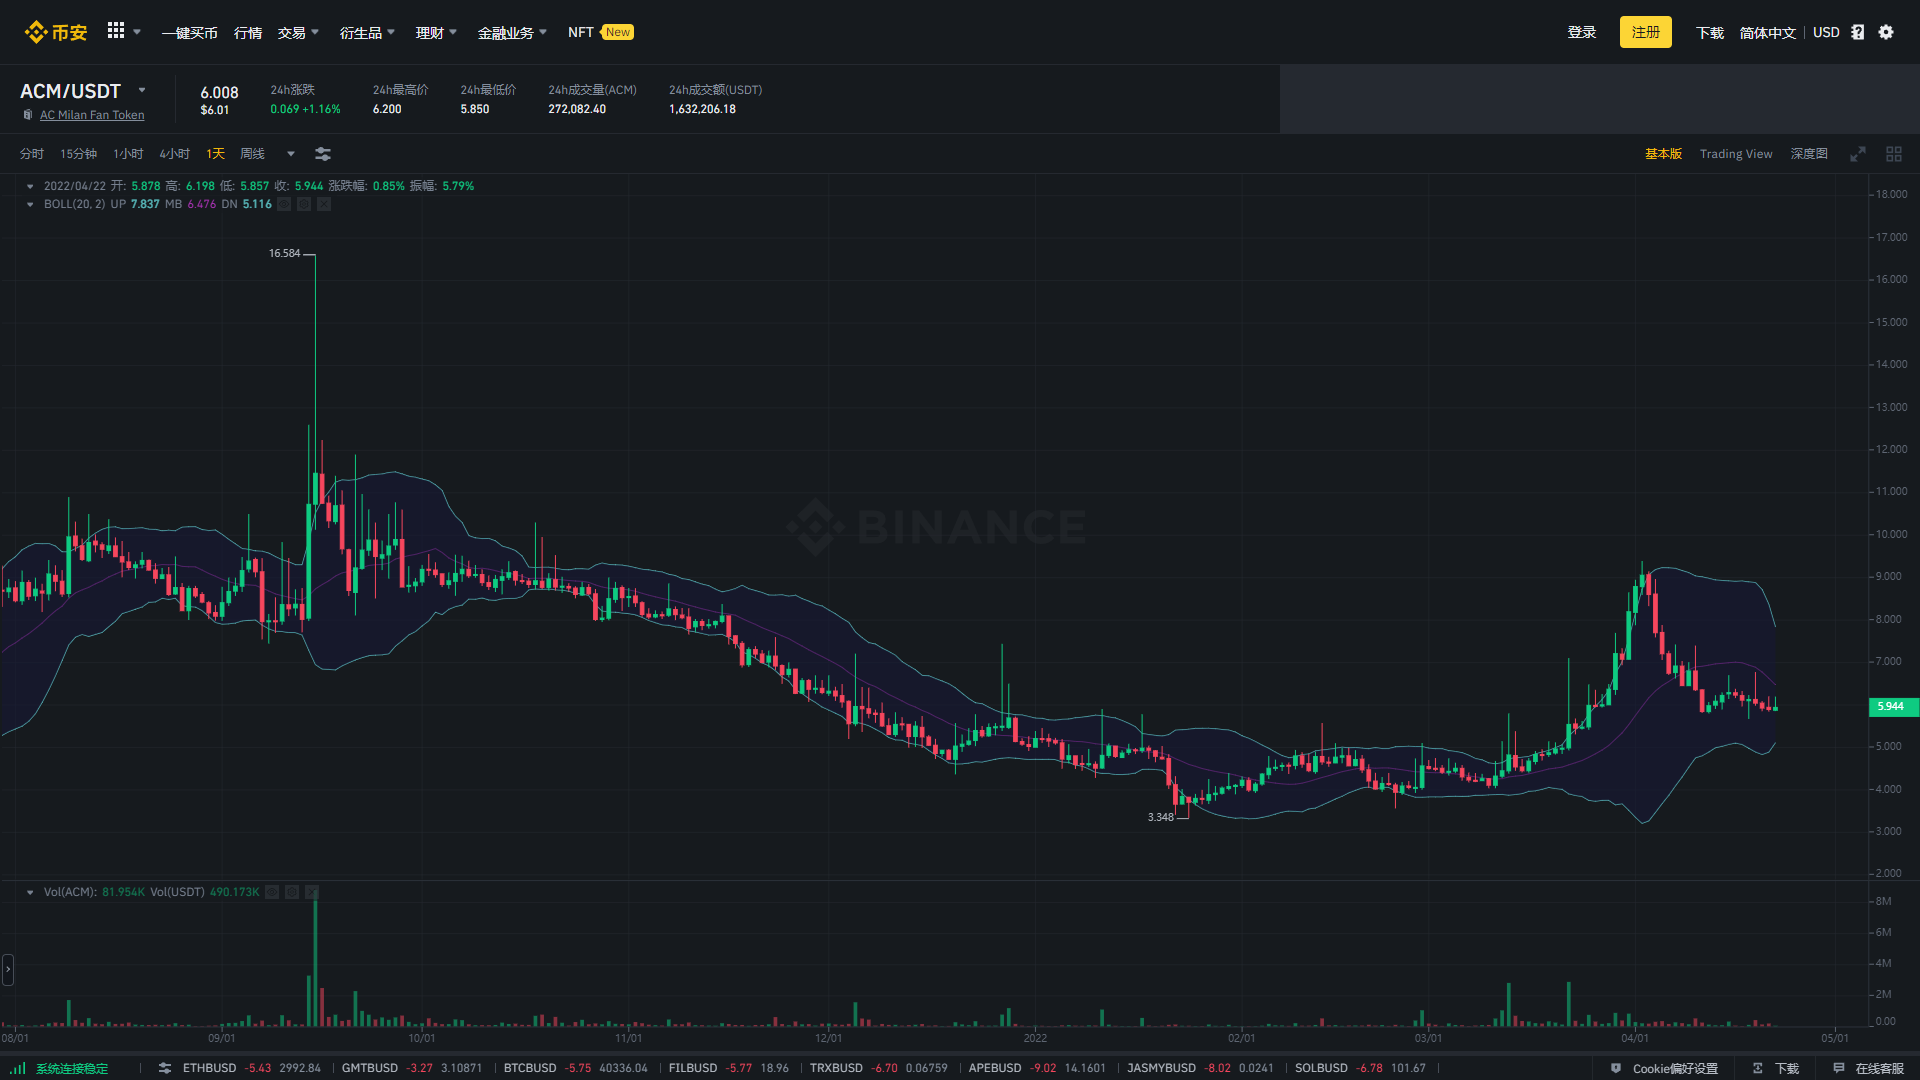 币安 一键买币 行情 交易 衍生品 理财 金融业务 NFT New 登录 注册 下载 简体中文 USD
ACM/USDT
AC Milan Fan Token
6.008
$6.01
24h涨跌
0.069 +1.16%
24h最高价
6.200
24h最低价
5.850
24h成交量(ACM)
272,082.40
24h成交额(USDT)
1,632,206.18
分时 15分钟 1小时 4小时 1天 周线 基本版 Trading View 深度图
2022/04/22 开: 5.878 高: 6.198 低: 5.857 收: 5.944 涨跌幅: 0.85% 振幅: 5.79%
BOLL(20, 2) UP 7.837 MB 6.476 DN 5.116
18.000
17.000
16.584
16.000
15.000
14.000
13.000
12.000
11.000
BINANCE
10.000
9.000
8.000
7.000
5.944
5.000
4.000
3.348
3.000
2.000
Vol(ACM): 81.954K Vol(USDT) 490.173K
8M
6M
4M
2M
0.00
08/01 09/01 10/01 11/01 12/01 2022 02/01 03/01 04/01 05/01
系统连接稳定 ETHBUSD -5.43 2992.84 GMTBUSD -3.27 3.10871 BTCBUSD -5.75 40336.04 FILBUSD -5.77 18.96 TRXBUSD -6.70 0.06759 APEBUSD -9.02 14.1601 JASMYBUSD -8.02 0.0241 SOLBUSD -6.78 101.67 Cookie偏好设置 下载 在线客服